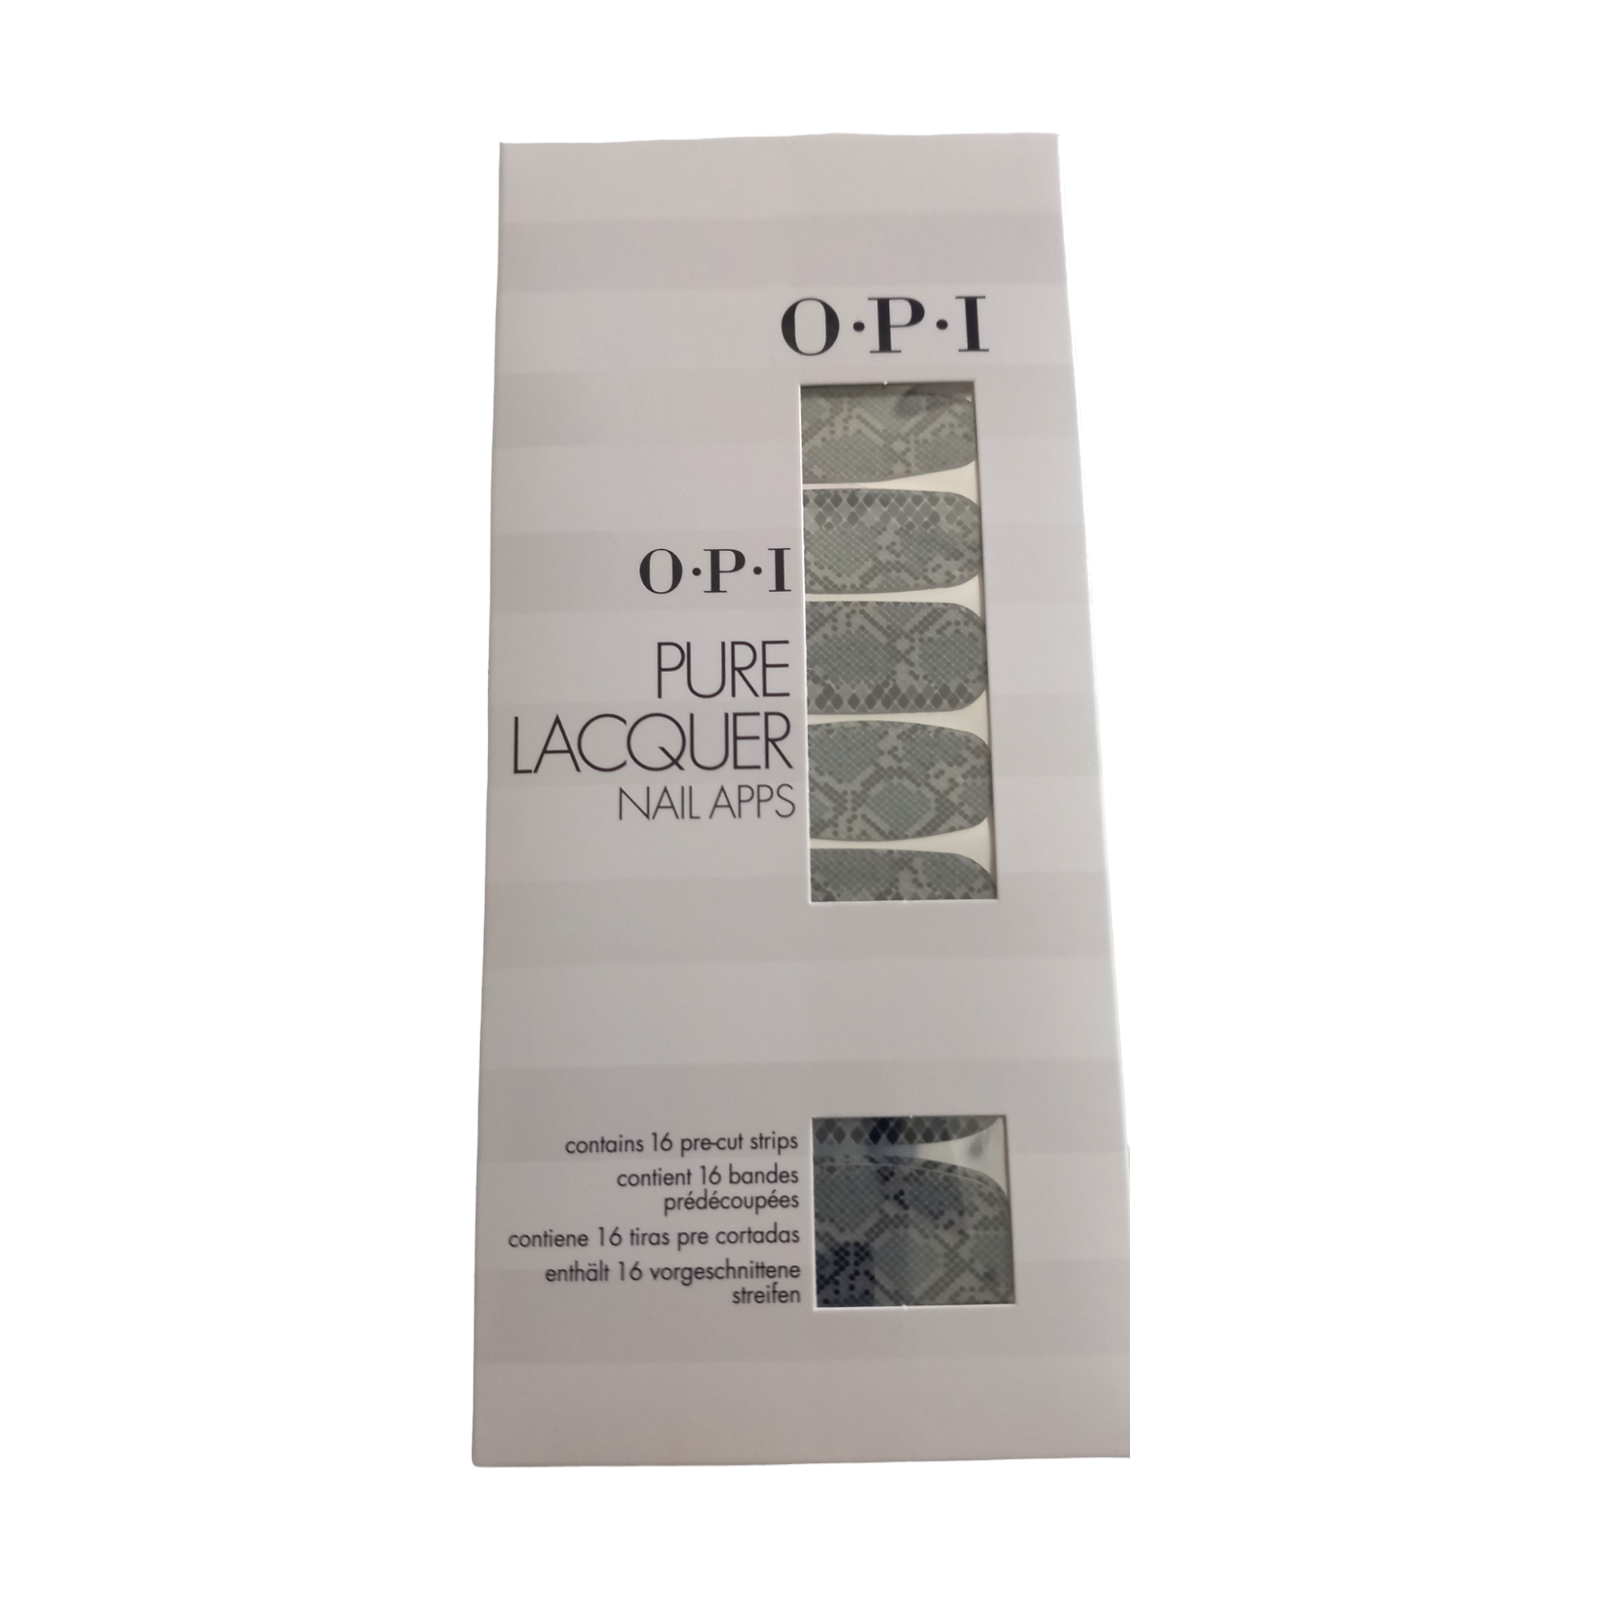 O·P·I
O·P·I
PURE
LACQUER
NAIL APPS
contains 16 pre-cut strips
contient 16 bandes
prédécoupées
contiene 16 tiras pre cortadas
enthält 16 vorgeschnittene
streifen